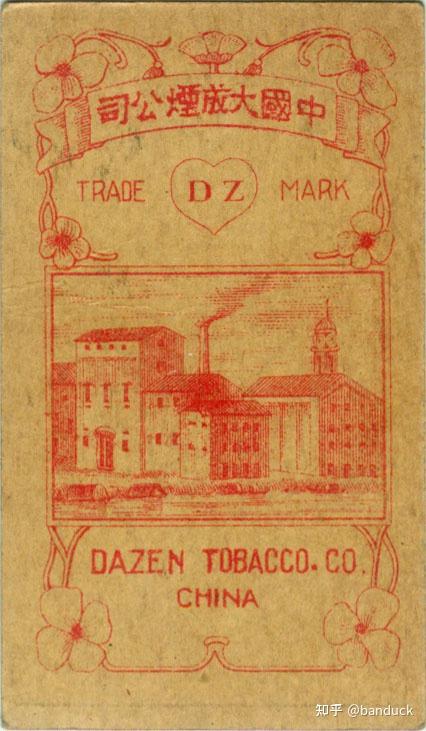 中國大成煙公司
TRADE DZ MARK
DAZEN TOBACCO. CO.
CHINA
知乎 @banduck